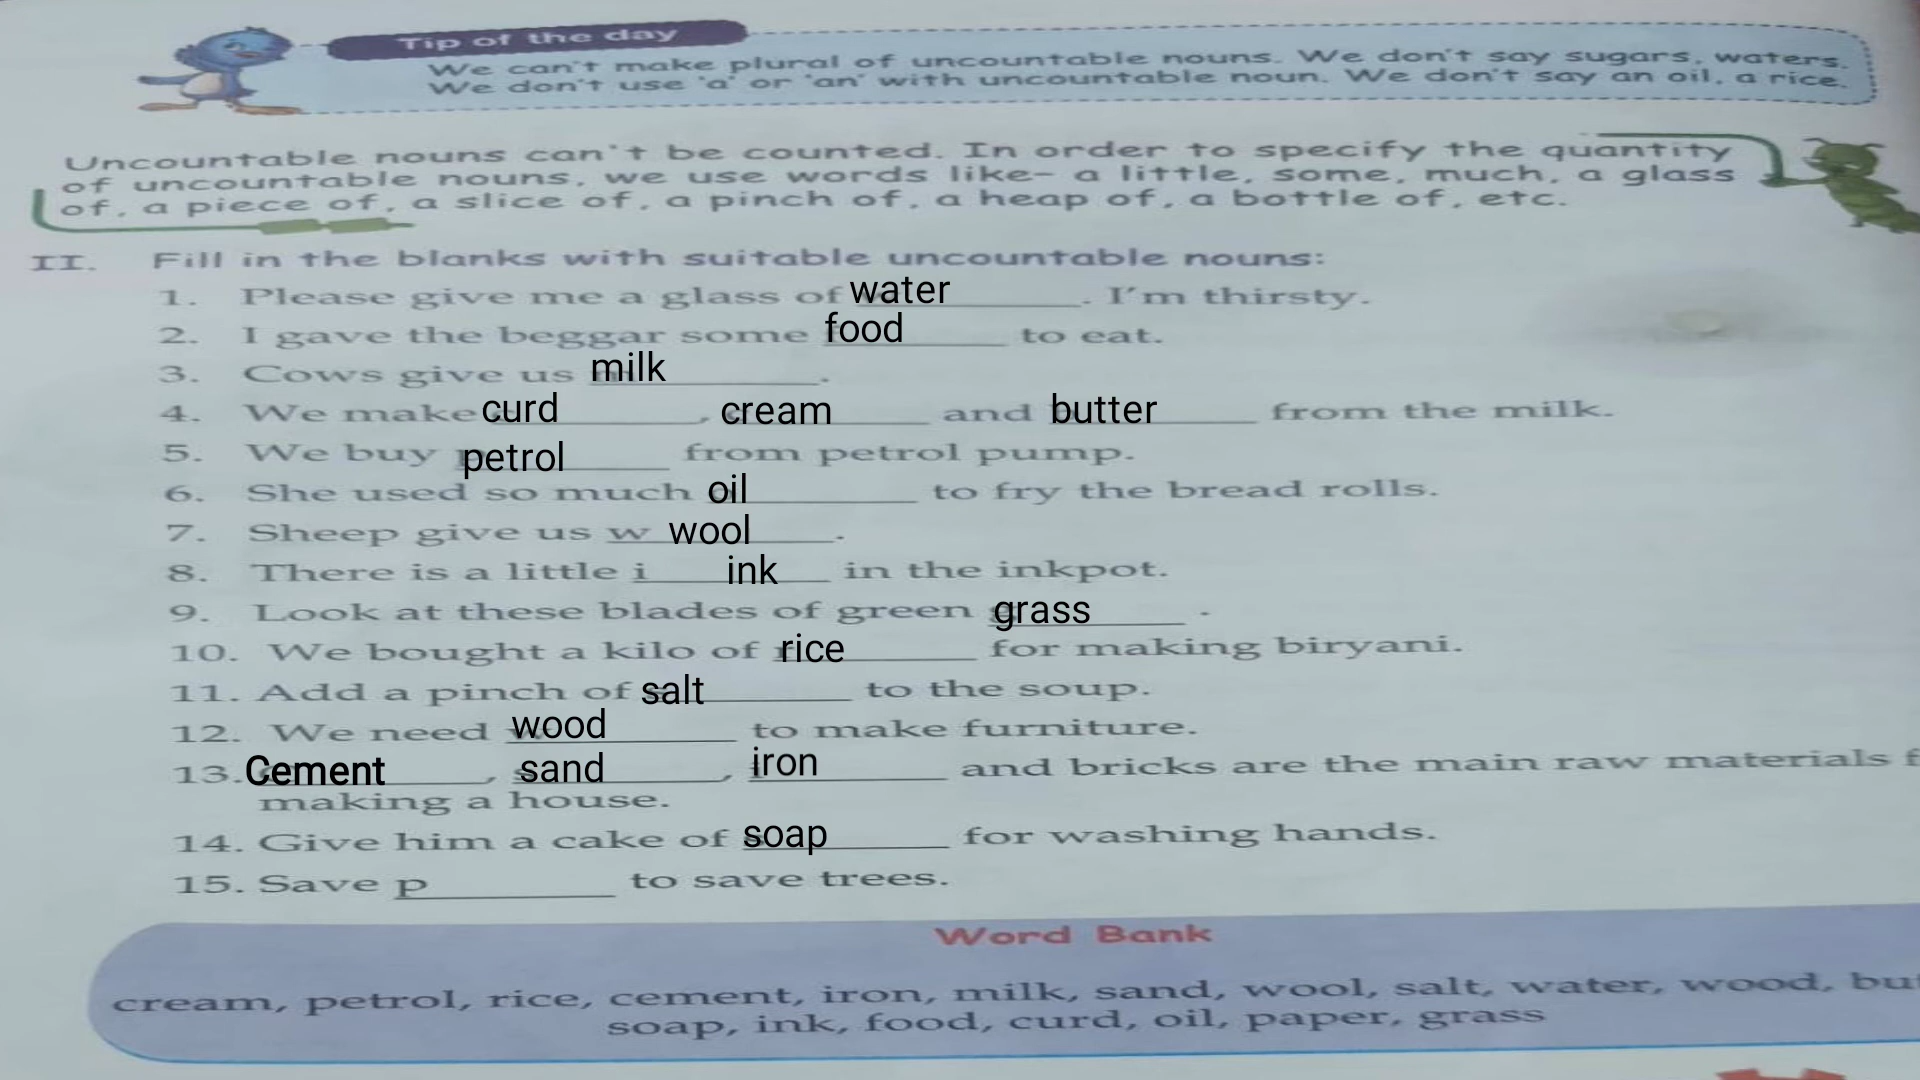 Tip of the day
We can't make plural of uncountable nouns. We don't say sugars, waters.
We don't use 'a' or 'an' with uncountable noun. We don't say an oil, a rice.
Uncountable nouns can't be counted. In order to specify the quantity
of uncountable nouns, we use words like- a little, some, much, a glass
of, a piece of, a slice of, a pinch of, a heap of, a bottle of, etc.
II. Fill in the blanks with suitable uncountable nouns:
1. Please give me a glass of water. I'm thirsty.
2. I gave the beggar some food to eat.
3. Cows give us milk.
4. We make curd, cream and butter from the milk.
5. We buy petrol from petrol pump.
6. She used so much oil to fry the bread rolls.
7. Sheep give us w wool.
8. There is a little i ink in the inkpot.
9. Look at these blades of green grass.
10. We bought a kilo of rice for making biryani.
11. Add a pinch of salt to the soup.
12. We need wood to make furniture.
13. Cement, sand, iron and bricks are the main raw materials f
making a house.
14. Give him a cake of soap for washing hands.
15. Save p______ to save trees.
Word Bank
cream, petrol, rice, cement, iron, milk, sand, wool, salt, water, wood, but
soap, ink, food, curd, oil, paper, grass